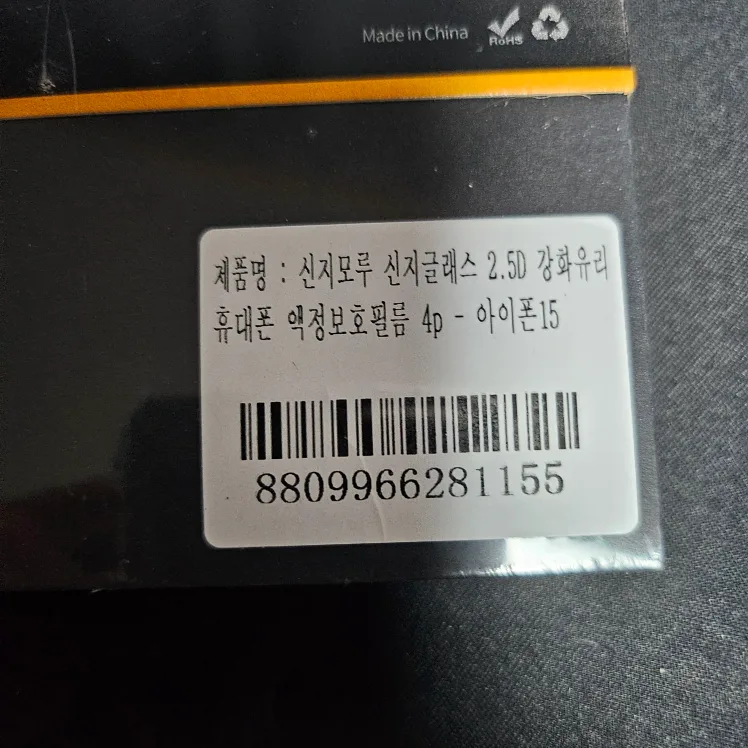 Made in China
RoHS
제품명 : 신지모루 신지글래스 2.5D 강화유리
휴대폰 액정보호필름 4p - 아이폰15
8809966281155